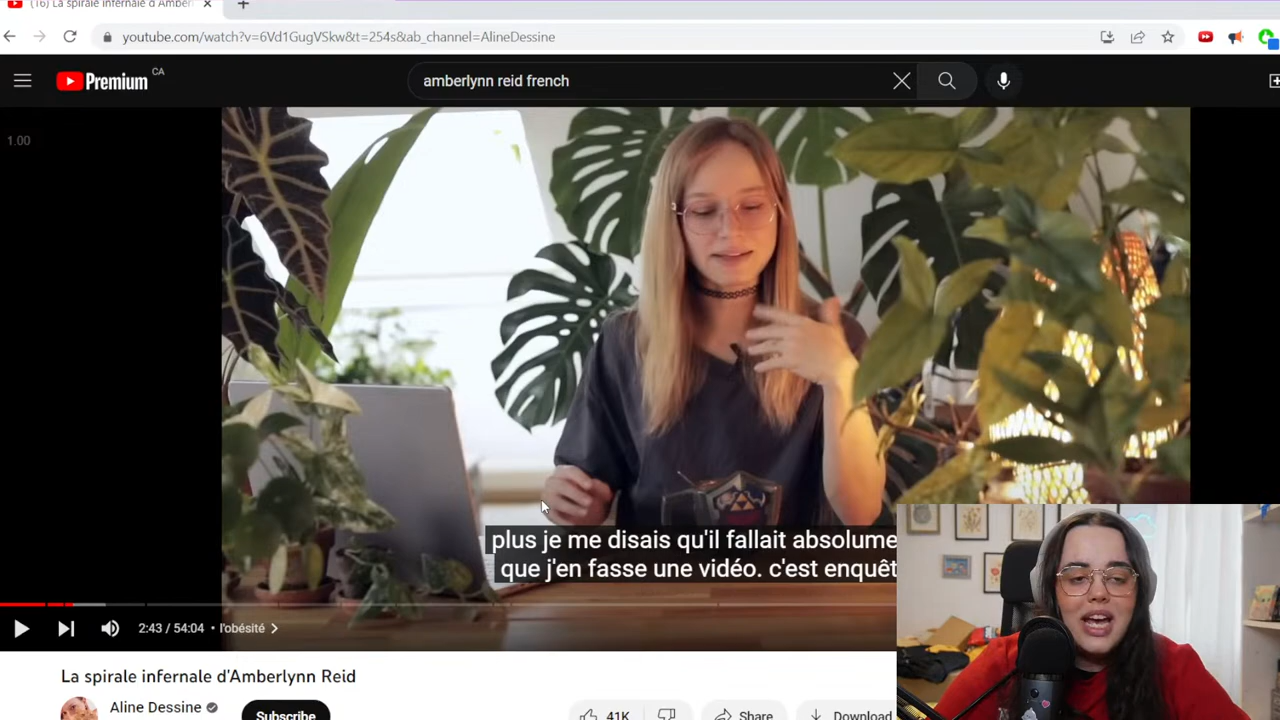 (16) La spirale infernale d'Amberl
youtube.com/watch?v=6Vd1GugVSkw&t=254s&ab_channel=AlineDessine
Premium CA
amberlynn reid french
1.00
plus je me disais qu'il fallait absolume
que j'en fasse une vidéo. c'est enquêt
2:43 / 54:04 • l'obésité
La spirale infernale d'Amberlynn Reid
Aline Dessine
Subscribe
41K
Share
Download